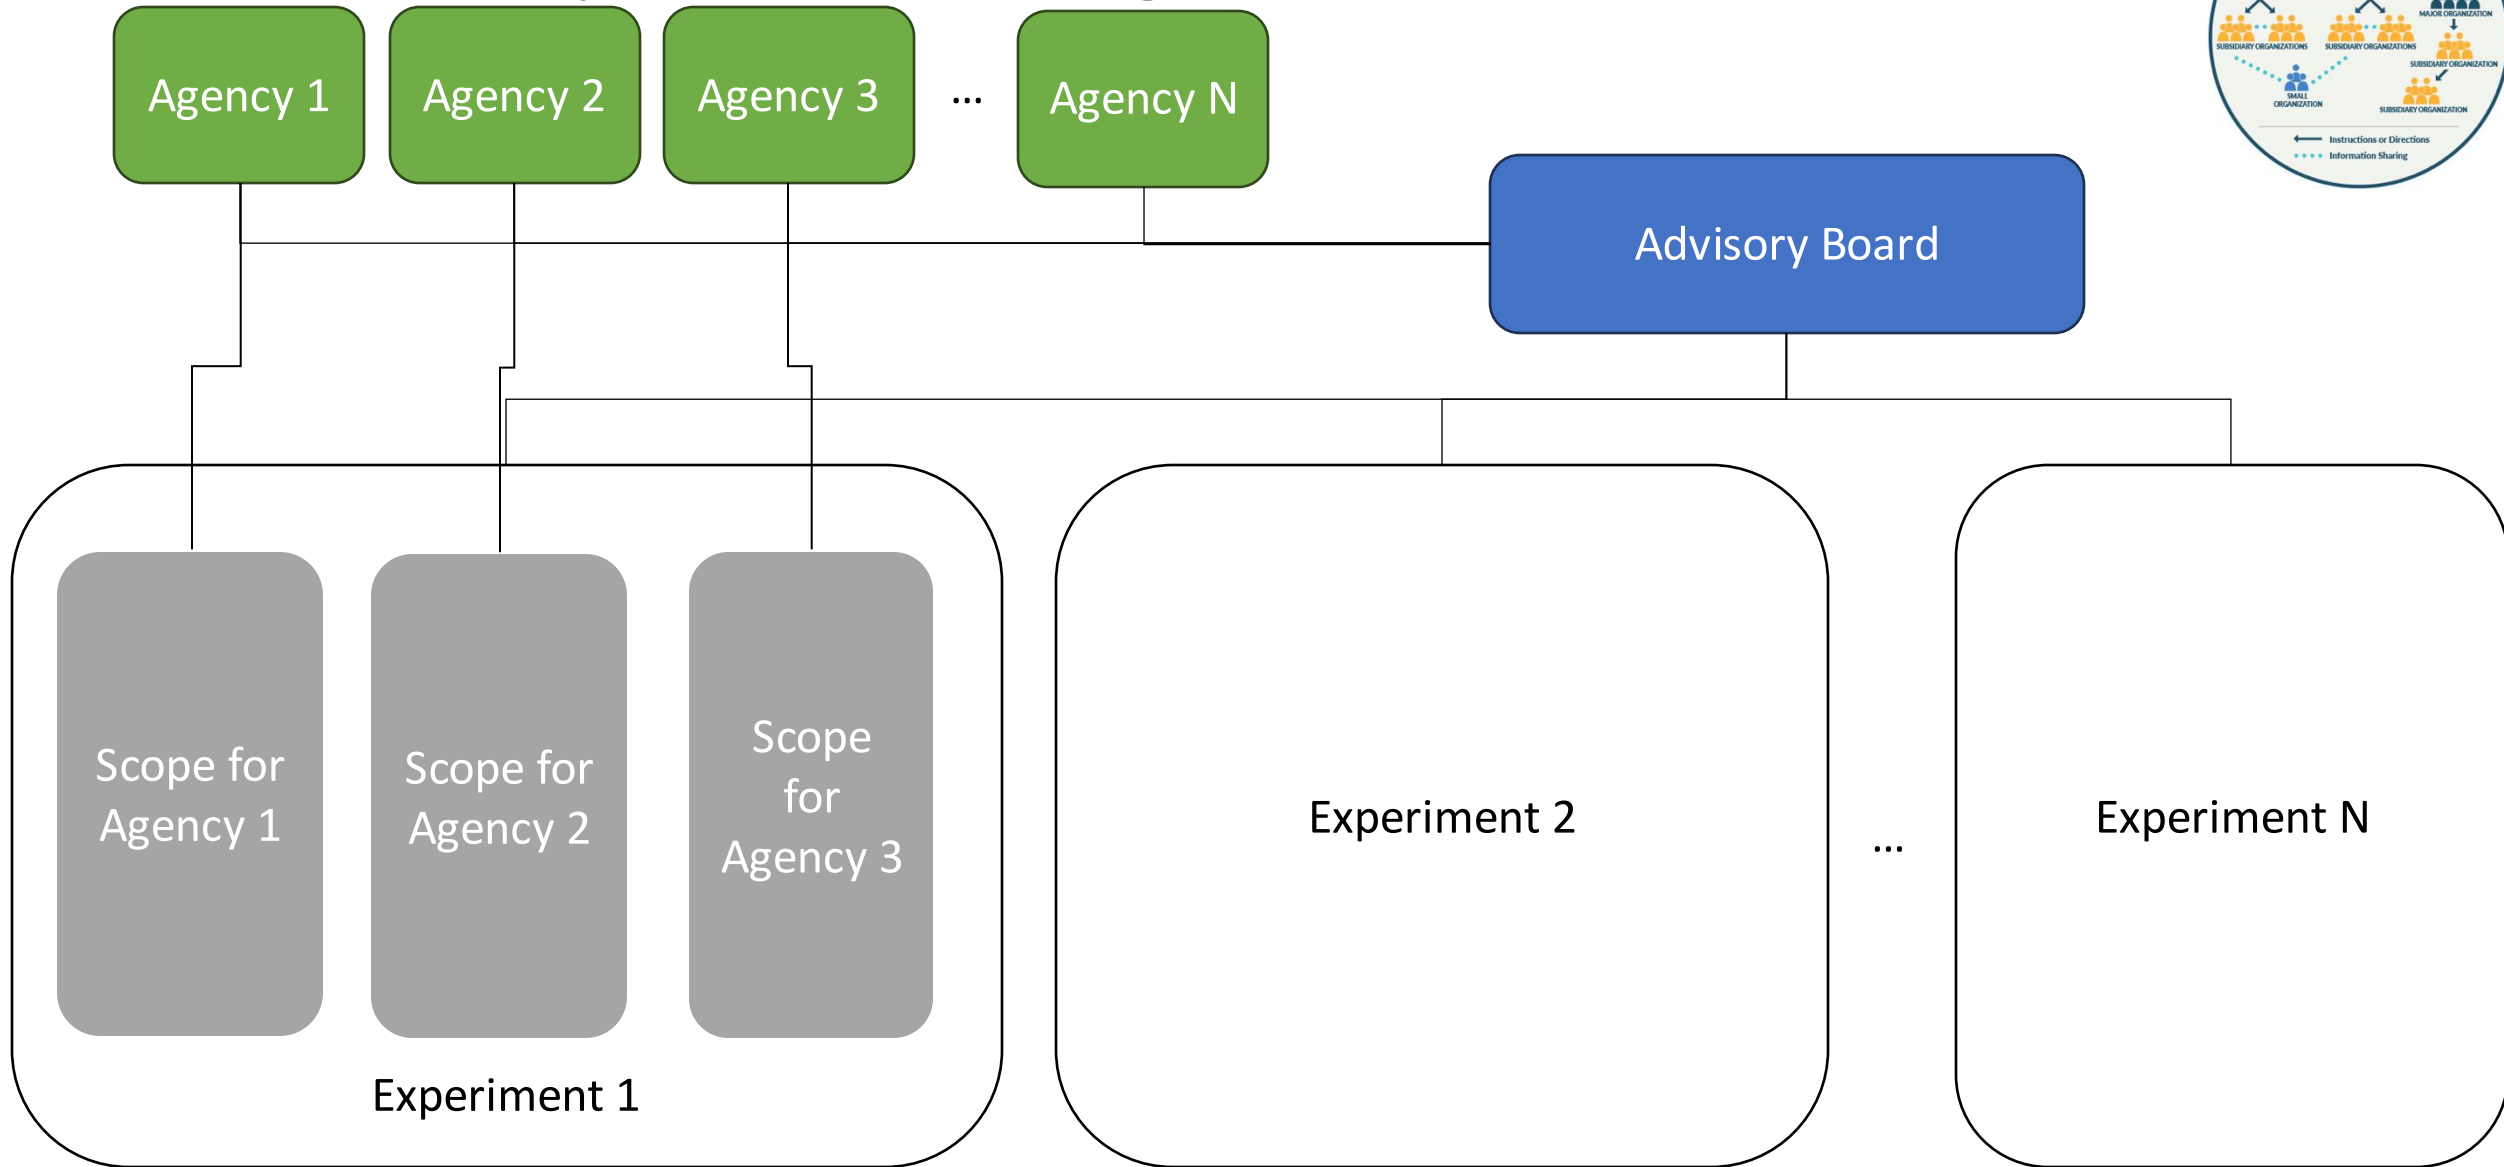 Agency 1
Agency 2
Agency 3
...
Agency N
MAJOR ORGANIZATION
SUBSIDIARY ORGANIZATIONS
SUBSIDIARY ORGANIZATIONS
SUBSIDIARY ORGANIZATION
SMALL
ORGANIZATION
SUBSIDIARY ORGANIZATION
Instructions or Directions
Information Sharing
Advisory Board
Scope for
Agency 1
Scope for
Agency 2
Scope
for
Agency 3
Experiment 1
Experiment 2
...
Experiment N